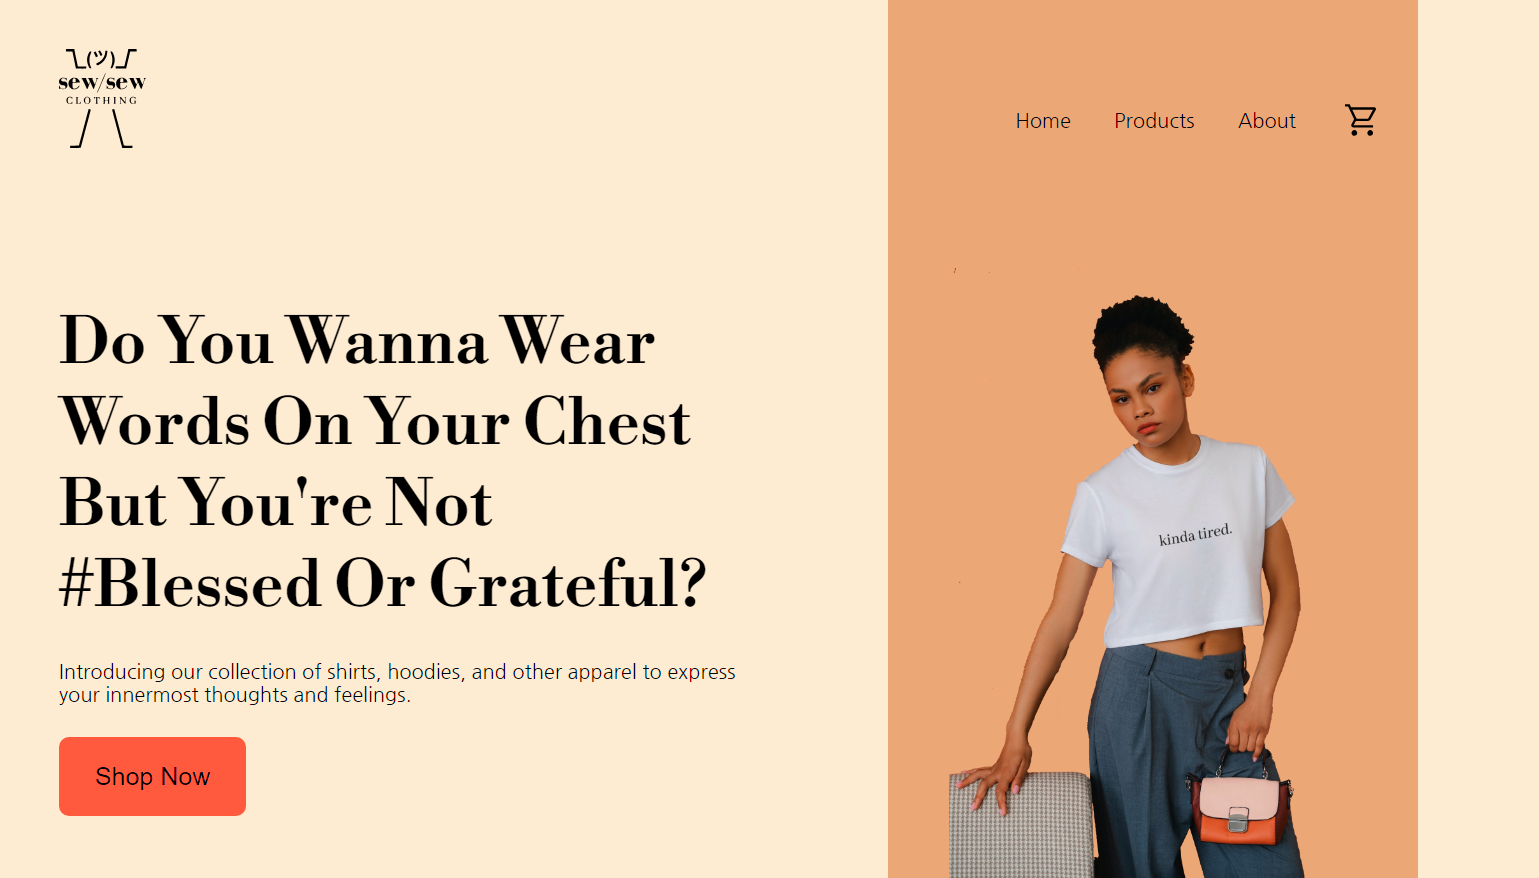 ¯\_(ツ)_/¯
sew/sew
CLOTHING
Home Products About
Do You Wanna Wear
Words On Your Chest
But You're Not
#Blessed Or Grateful?
Introducing our collection of shirts, hoodies, and other apparel to express
your innermost thoughts and feelings.
Shop Now
kinda tired.